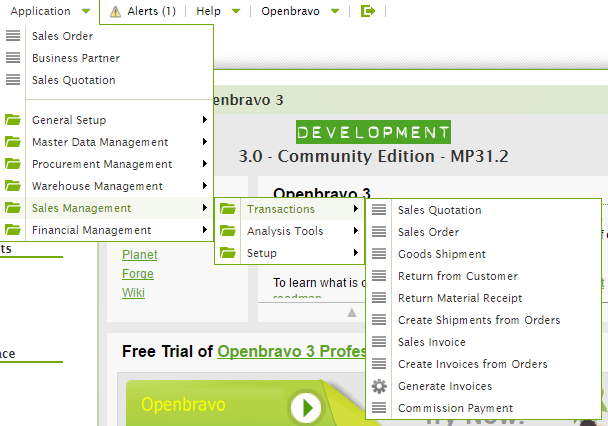 Application
Alerts (1)
Help
Openbravo
Sales Order
Business Partner
Sales Quotation
General Setup
Master Data Management
Procurement Management
Warehouse Management
Sales Management
Financial Management
Transactions
Analysis Tools
Setup
Sales Quotation
Sales Order
Goods Shipment
Return from Customer
Return Material Receipt
Create Shipments from Orders
Sales Invoice
Create Invoices from Orders
Generate Invoices
Commission Payment
enbravo 3
DEVELOPMENT
3.0 - Community Edition - MP31.2
Openbravo 3
Planet
Forge
Wiki
To learn what is
Free Trial of Openbravo 3 Profes
Openbravo